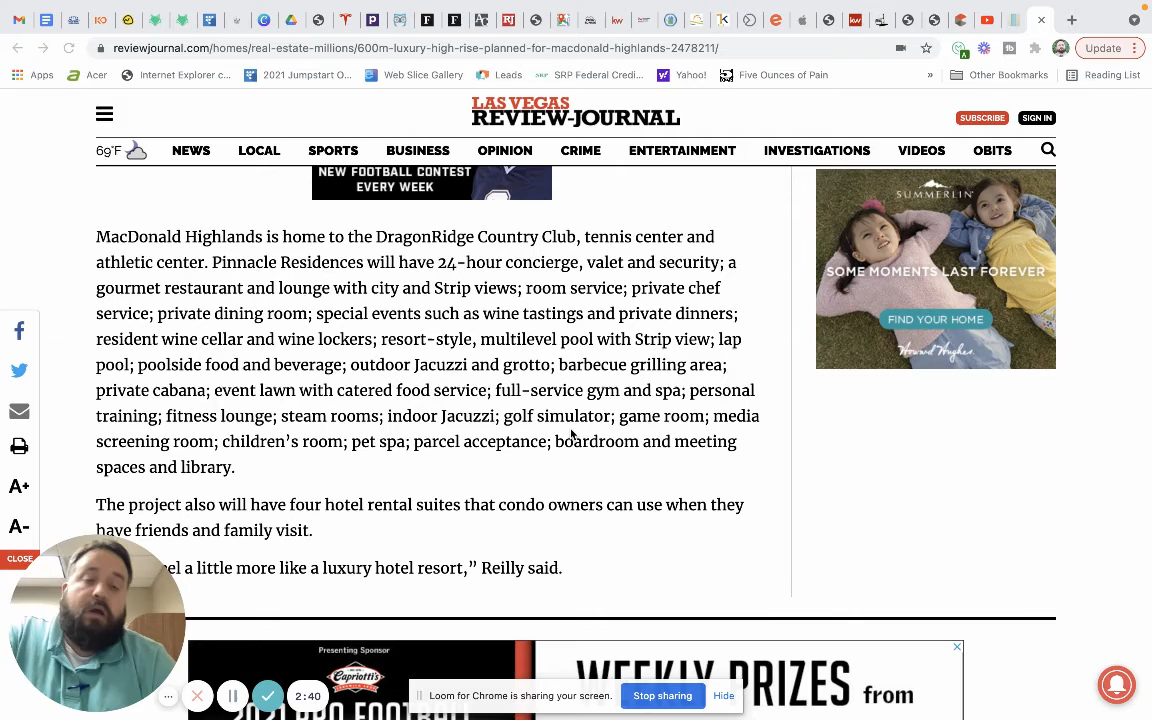 reviewjournal.com/homes/real-estate-millions/600m-luxury-high-rise-planned-for-macdonald-highlands-2478211/
Update
Apps
Acer
Internet Explorer c...
2021 Jumpstart O...
Web Slice Gallery
Leads
SRP Federal Credi...
Yahoo!
Five Ounces of Pain
»
Other Bookmarks
Reading List
LAS VEGAS
REVIEW-JOURNAL
SUBSCRIBE
SIGN IN
69°F
NEWS
LOCAL
SPORTS
BUSINESS
OPINION
CRIME
ENTERTAINMENT
INVESTIGATIONS
VIDEOS
OBITS
NEW FOOTBALL CONTEST
EVERY WEEK
MacDonald Highlands is home to the DragonRidge Country Club, tennis center and
athletic center. Pinnacle Residences will have 24-hour concierge, valet and security; a
gourmet restaurant and lounge with city and Strip views; room service; private chef
service; private dining room; special events such as wine tastings and private dinners;
resident wine cellar and wine lockers; resort-style, multilevel pool with Strip view; lap
pool; poolside food and beverage; outdoor Jacuzzi and grotto; barbecue grilling area;
private cabana; event lawn with catered food service; full-service gym and spa; personal
training; fitness lounge; steam rooms; indoor Jacuzzi; golf simulator; game room; media
screening room; children's room; pet spa; parcel acceptance; boardroom and meeting
spaces and library.
The project also will have four hotel rental suites that condo owners can use when they
have friends and family visit.
a little more like a luxury hotel resort,” Reilly said.
SUMMERLIN
SOME MOMENTS LAST FOREVER
FIND YOUR HOME
Howard Hughes
A+
A-
CLOSE
Presenting Sponsor
Capriotti's
WEEKLY PRIZES from
2:40
Loom for Chrome is sharing your screen.
Stop sharing
Hide